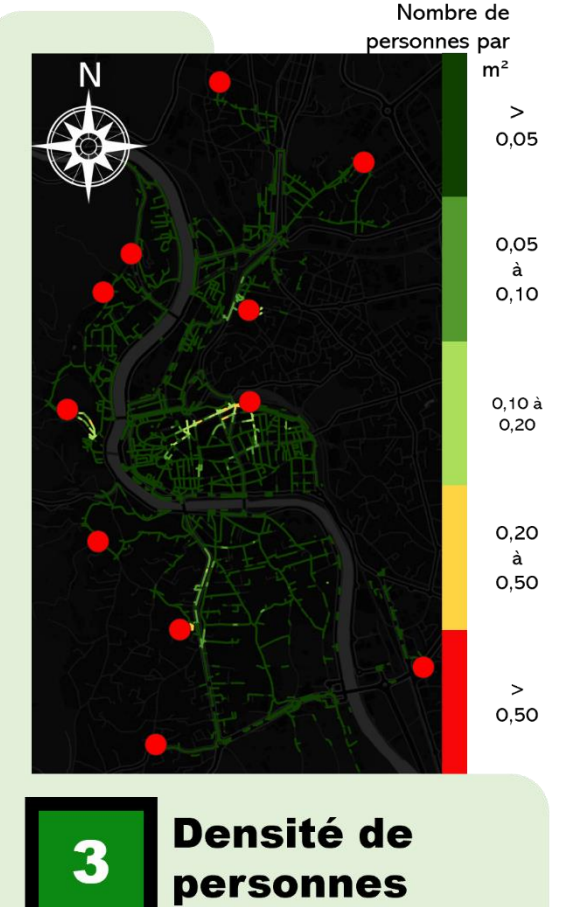 Nombre de
personnes par
m²
N
>
0,05
0,05
à
0,10
0,10 à
0,20
0,20
à
0,50
>
0,50
3
Densité de
personnes